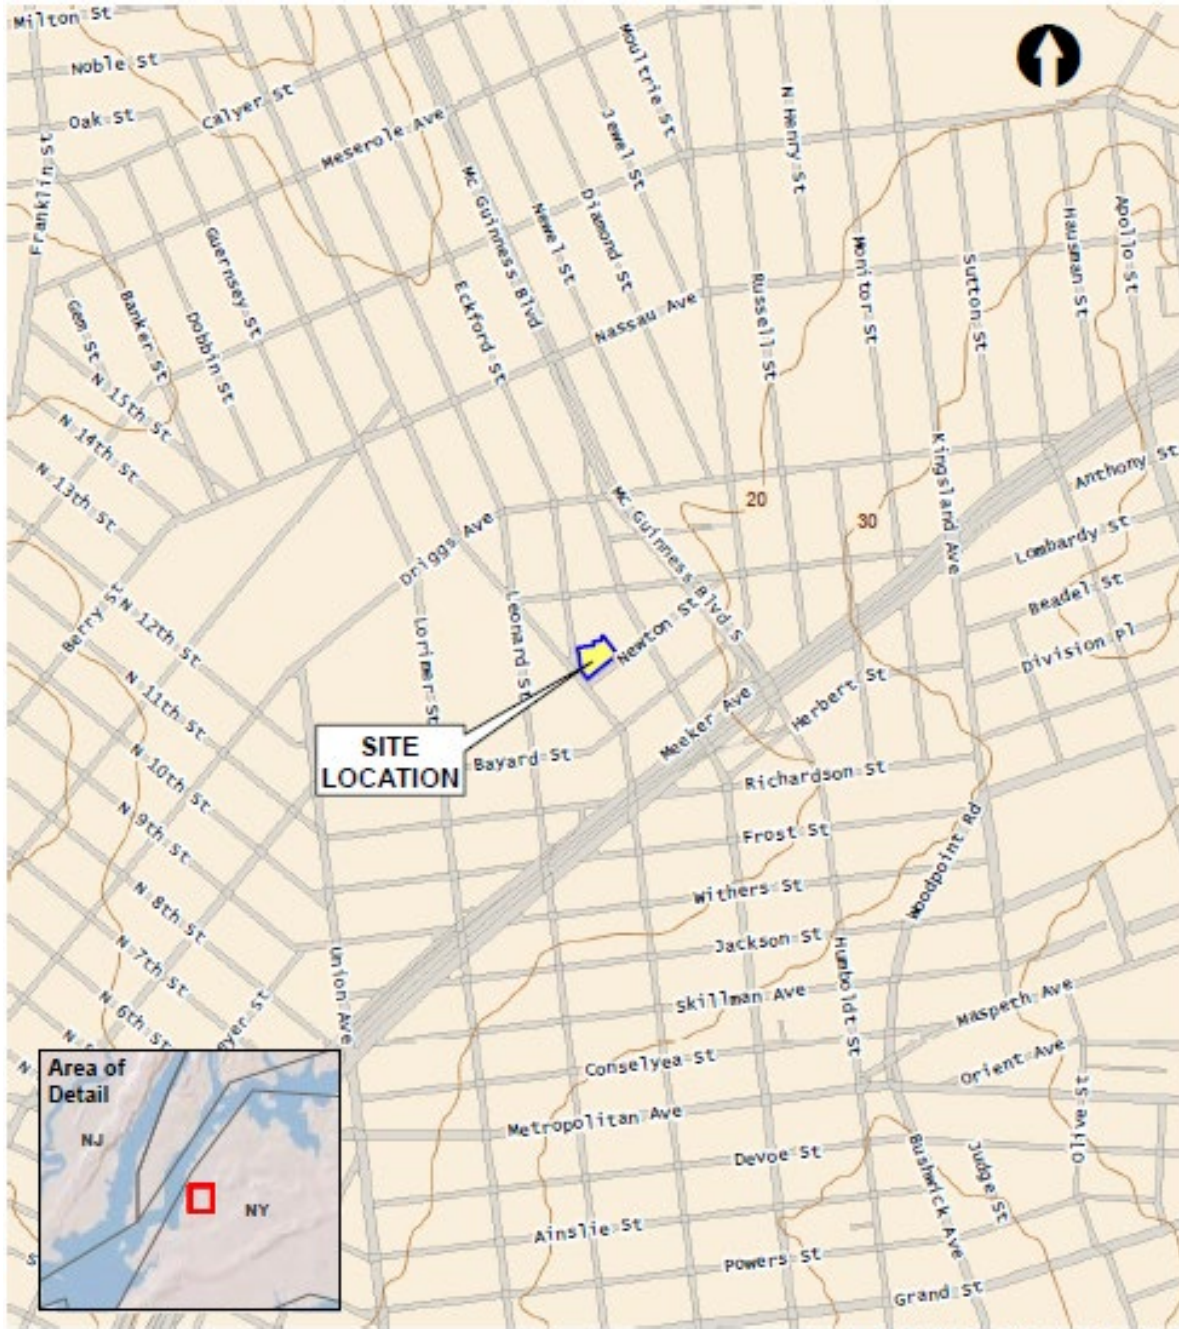 Milton St
Noble St
Oak St
Calyer St
Meserole Ave
Franklin St
Moultrie St
Jewel St
N Henry St
Mc Guinness Blvd
Newel St
Diamond St
Guernsey St
Eckford St
Nassau Ave
Russell St
Monitor St
Sutton St
Hausman St
Apollo St
Gem St
Banker St
Dobbin St
N 15th St
N 14th St
N 13th St
Kingsland Ave
Anthony St
20
30
Driggs Ave
Mc Guinness Blvd S
Lombardy St
Beadel St
Division Pl
Berry St
N 12th St
Lorimer St
Leonard St
Newton St
N 11th St
Meeker Ave
Herbert St
SITE
LOCATION
Bayard St
Richardson St
N 10th St
N 9th St
Frost St
Woodpoint Rd
N 8th St
Withers St
N 7th St
Jackson St
Union Ave
Humboldt St
N 6th St
Skillman Ave
Maspeth Ave
Conselyea St
Orient Ave
Olive St
Metropolitan Ave
Devoe St
Bushwick Ave
Judge St
Ainslie St
Powers St
Grand St
Area of
Detail
NJ
NY